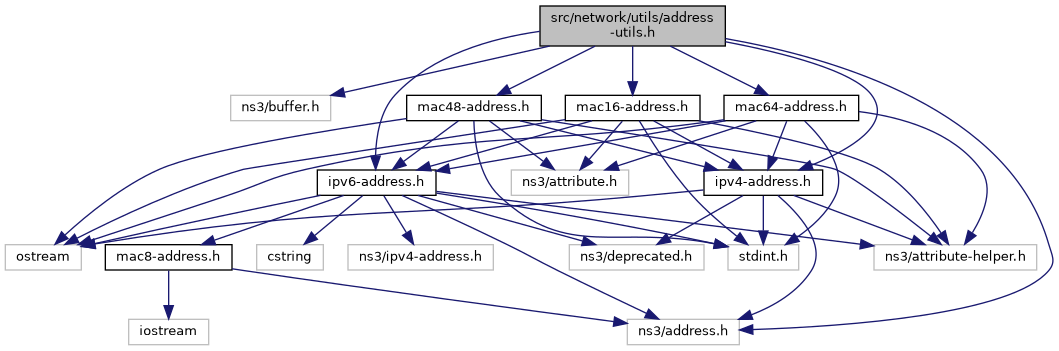 src/network/utils/address
-utils.h
ns3/buffer.h
mac48-address.h
mac16-address.h
mac64-address.h
ipv6-address.h
ns3/attribute.h
ipv4-address.h
ostream
mac8-address.h
cstring
ns3/ipv4-address.h
ns3/deprecated.h
stdint.h
ns3/attribute-helper.h
iostream
ns3/address.h